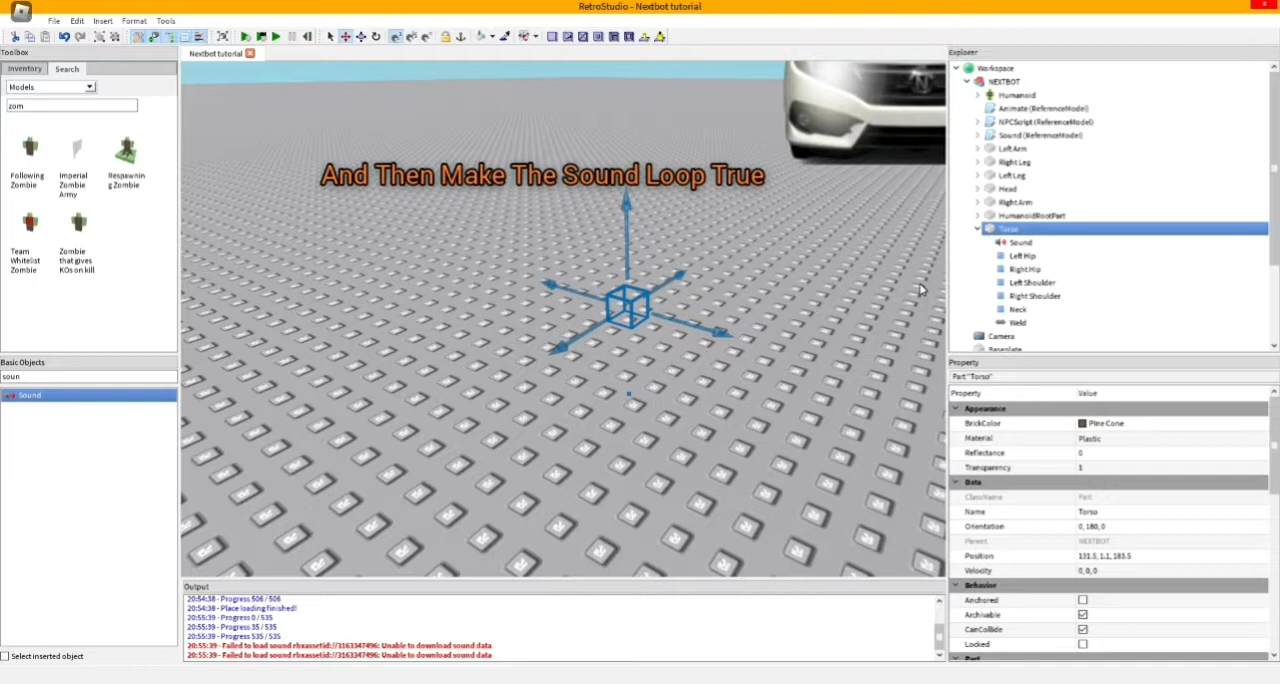 RetroStudio - Nextbot tutorial
File Edit Insert Format Tools
Toolbox
Inventory Search
Models
zom
Following Zombie
Imperial Zombie Army
Respawning Zombie
Team Whitelist Zombie
Zombie that gives KOs on kill
Basic Objects
soun
Sound
Select inserted object
Nextbot tutorial
And Then Make The Sound Loop True
Output
20:54:38 - Progress 506 / 506
20:54:38 - Place loading finished!
20:55:39 - Progress 0 / 535
20:55:39 - Progress 35 / 535
20:55:39 - Progress 535 / 535
20:55:39 - Failed to load sound rbxassetid://3163347496: Unable to download sound data
20:55:39 - Failed to load sound rbxassetid://3163347496: Unable to download sound data
Explorer
Workspace
NEXTBOT
Humanoid
Animate (ReferenceModel)
NPCScript (ReferenceModel)
Sound (ReferenceModel)
Left Arm
Right Leg
Left Leg
Head
Right Arm
HumanoidRootPart
Torso
Sound
Left Hip
Right Hip
Left Shoulder
Right Shoulder
Neck
Weld
Camera
Baseplate
Property
Part "Torso"
Property Value
Appearance
BrickColor Pine Cone
Material Plastic
Reflectance 0
Transparency 1
Data
ClassName Part
Name Torso
Orientation 0, 180, 0
Parent NEXTBOT
Position 131.5, 1.1, 183.5
Velocity 0, 0, 0
Behavior
Anchored
Archivable
CanCollide
Locked
Part